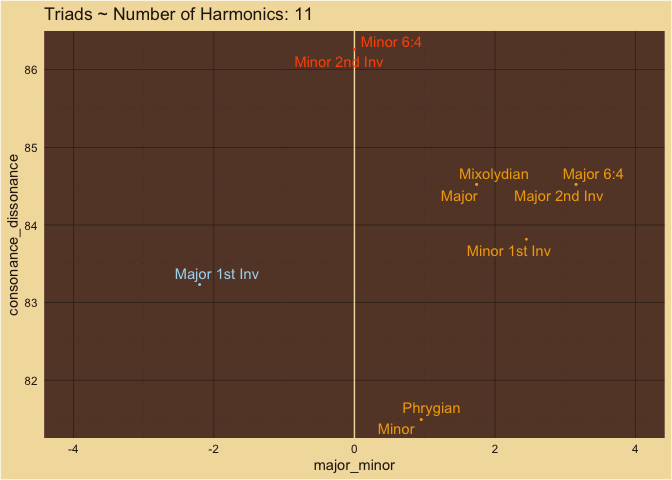 Triads ~ Number of Harmonics: 11
Minor 6:4
Minor 2nd Inv
86
85
Mixolydian Major 6:4
Major Major 2nd Inv
84
Minor 1st Inv
Major 1st Inv
83
82
Phrygian
Minor
consonance_dissonance
-4 -2 0 2 4
major_minor